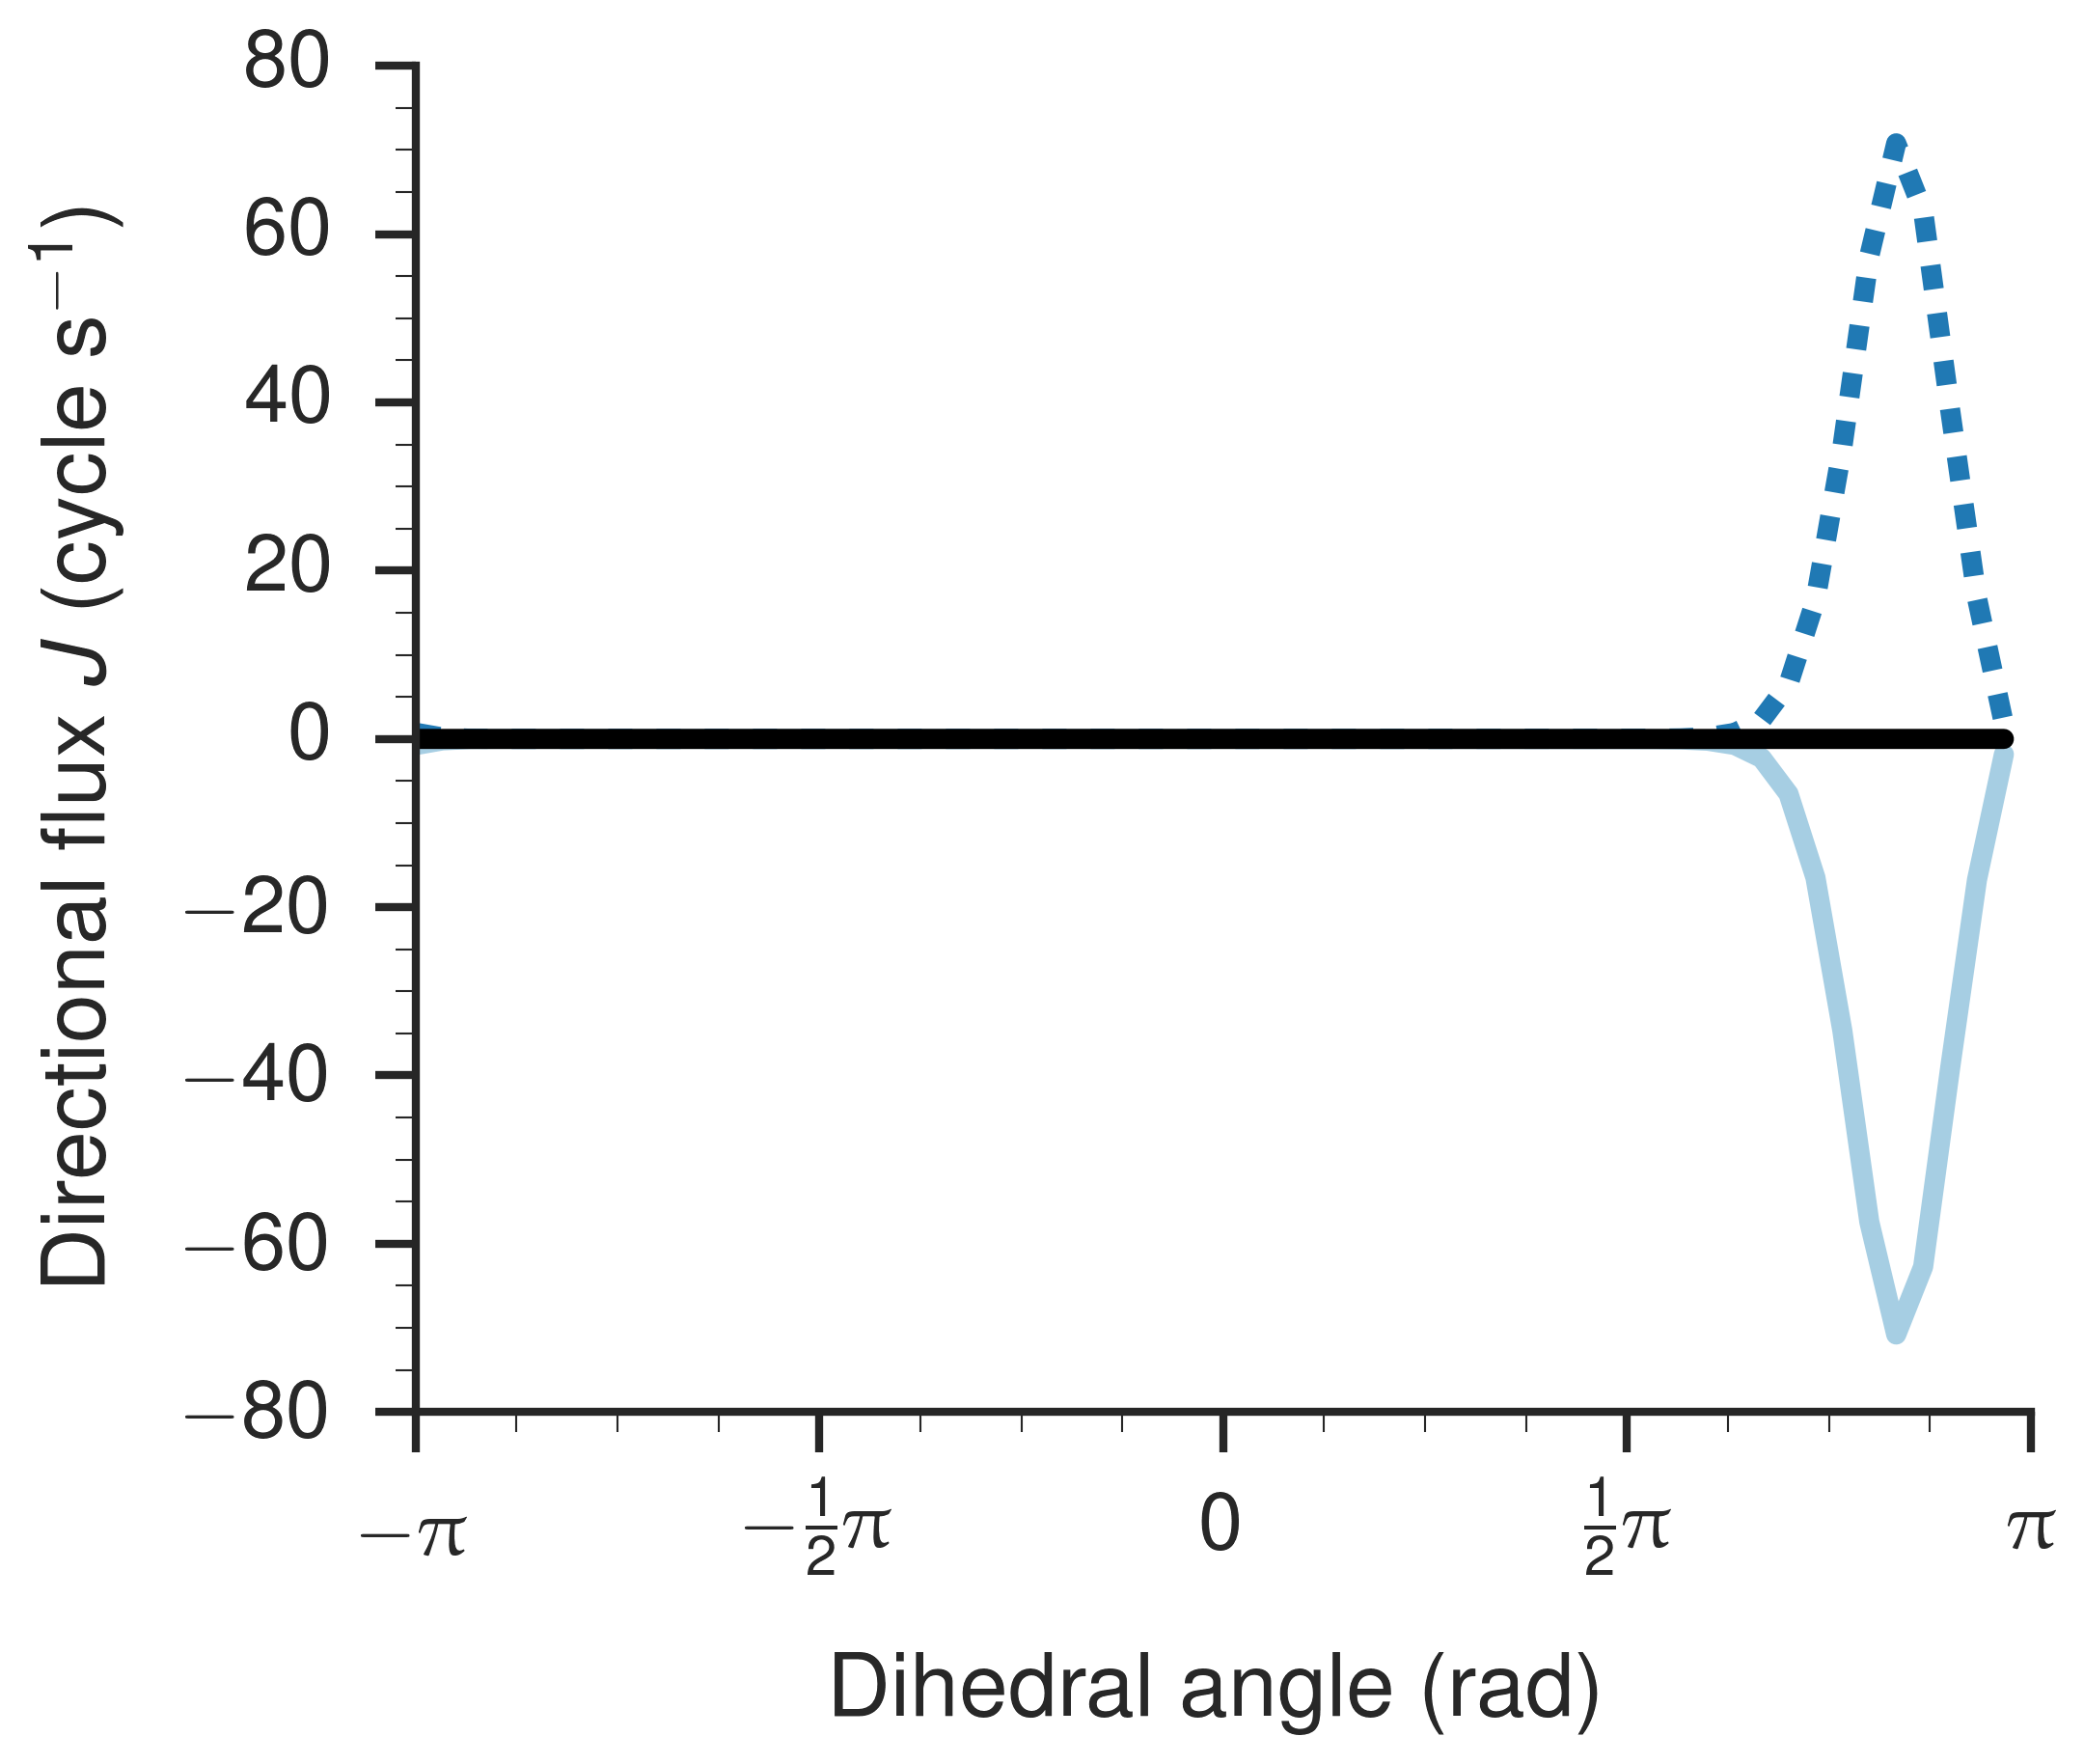 Directional flux J (cycle s⁻¹)
80
60
40
20
0
−20
−40
−60
−80
−π
−1/2π
0
1/2π
π
Dihedral angle (rad)